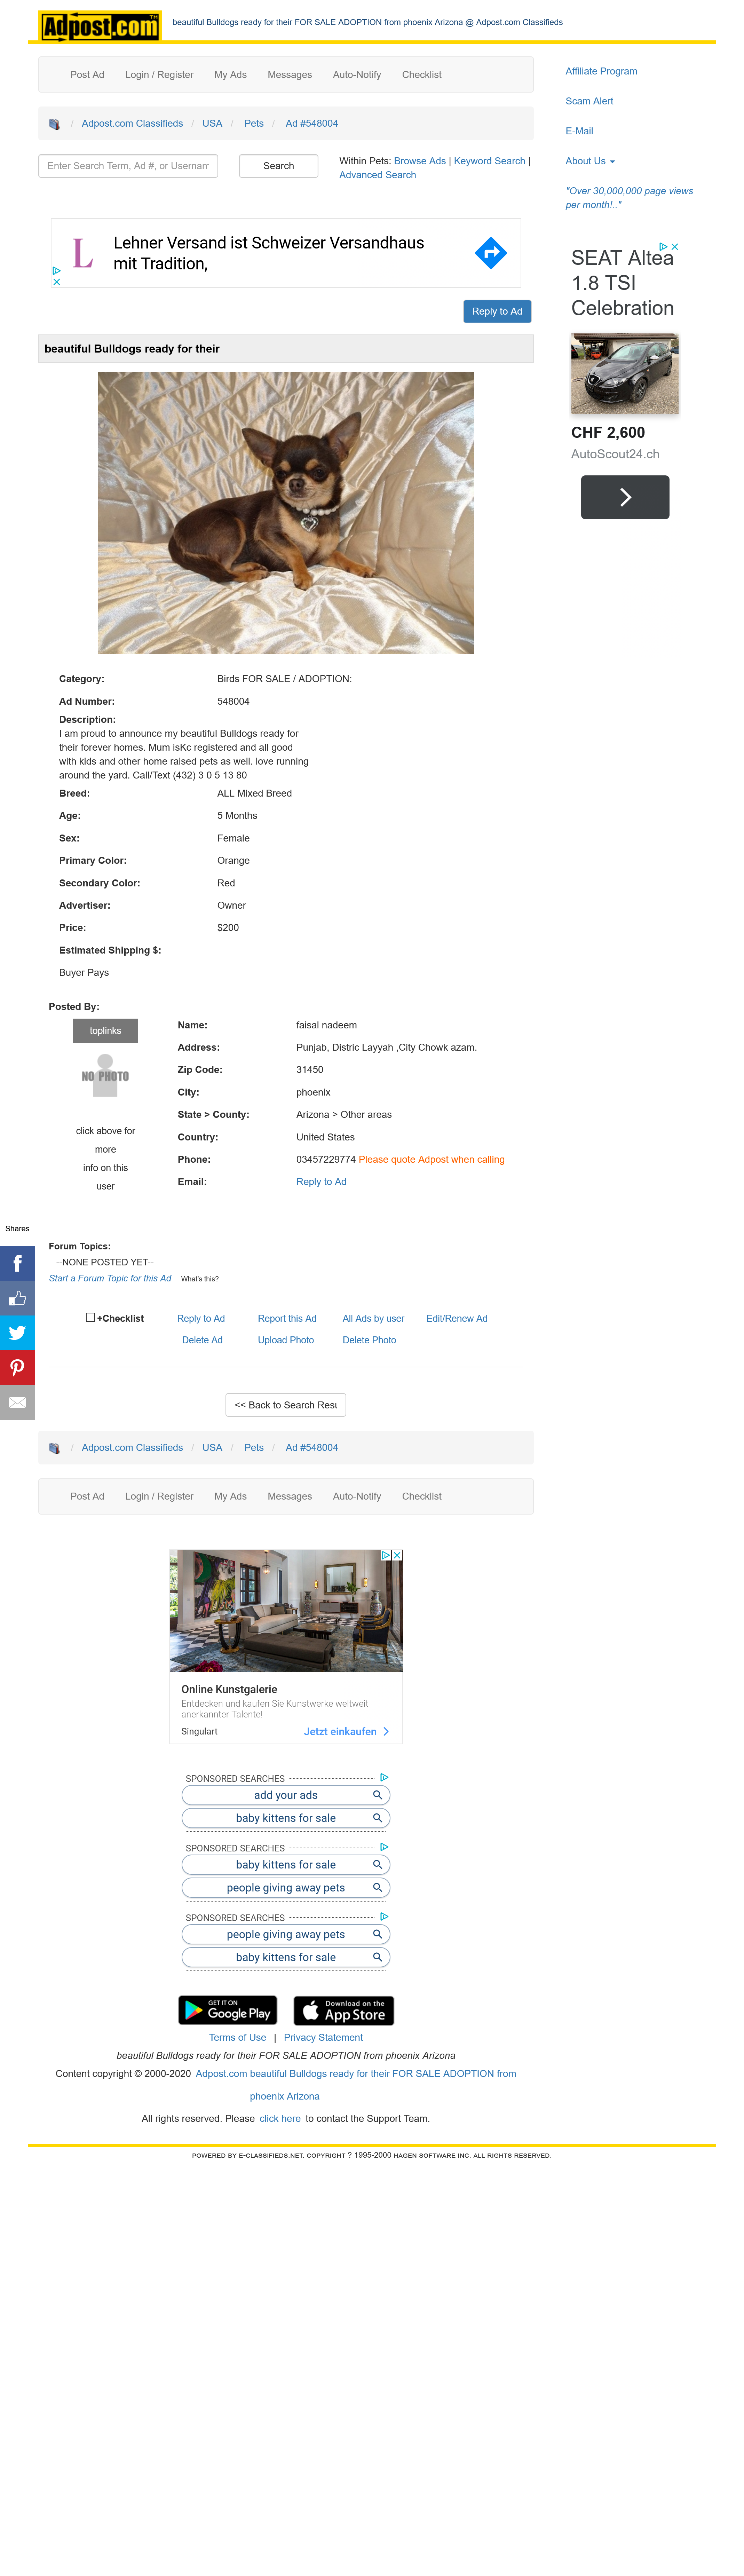 Adpost.com
TM
beautiful Bulldogs ready for their FOR SALE ADOPTION from phoenix Arizona @ Adpost.com Classifieds
Post Ad Login / Register My Ads Messages Auto-Notify Checklist
/ Adpost.com Classifieds / USA / Pets / Ad #548004
Enter Search Term, Ad #, or Usernam
Search
Within Pets: Browse Ads | Keyword Search |
Advanced Search
Affiliate Program
Scam Alert
E-Mail
About Us
"Over 30,000,000 page views
per month!.."
L
Lehner Versand ist Schweizer Versandhaus
mit Tradition,
Reply to Ad
SEAT Altea
1.8 TSI
Celebration
CHF 2,600
AutoScout24.ch
beautiful Bulldogs ready for their
Category: Birds FOR SALE / ADOPTION:
Ad Number: 548004
Description:
I am proud to announce my beautiful Bulldogs ready for
their forever homes. Mum isKc registered and all good
with kids and other home raised pets as well. love running
around the yard. Call/Text (432) 3 0 5 13 80
Breed: ALL Mixed Breed
Age: 5 Months
Sex: Female
Primary Color: Orange
Secondary Color: Red
Advertiser: Owner
Price: $200
Estimated Shipping $:
Buyer Pays
Posted By:
toplinks
NO PHOTO
click above for
more
info on this
user
Name: faisal nadeem
Address: Punjab, Distric Layyah ,City Chowk azam.
Zip Code: 31450
City: phoenix
State > County: Arizona > Other areas
Country: United States
Phone: 03457229774 Please quote Adpost when calling
Email: Reply to Ad
Shares
Forum Topics:
--NONE POSTED YET--
Start a Forum Topic for this Ad What's this?
+Checklist Reply to Ad Report this Ad All Ads by user Edit/Renew Ad
Delete Ad Upload Photo Delete Photo
<< Back to Search Resu
/ Adpost.com Classifieds / USA / Pets / Ad #548004
Post Ad Login / Register My Ads Messages Auto-Notify Checklist
Online Kunstgalerie
Entdecken und kaufen Sie Kunstwerke weltweit
anerkannter Talente!
Singulart Jetzt einkaufen
SPONSORED SEARCHES
add your ads
baby kittens for sale
SPONSORED SEARCHES
baby kittens for sale
people giving away pets
SPONSORED SEARCHES
people giving away pets
baby kittens for sale
GET IT ON
Google Play
Download on the
App Store
Terms of Use | Privacy Statement
beautiful Bulldogs ready for their FOR SALE ADOPTION from phoenix Arizona
Content copyright © 2000-2020 Adpost.com beautiful Bulldogs ready for their FOR SALE ADOPTION from
phoenix Arizona
All rights reserved. Please click here to contact the Support Team.
POWERED BY E-CLASSIFIEDS.NET. COPYRIGHT ? 1995-2000 HAGEN SOFTWARE INC. ALL RIGHTS RESERVED.